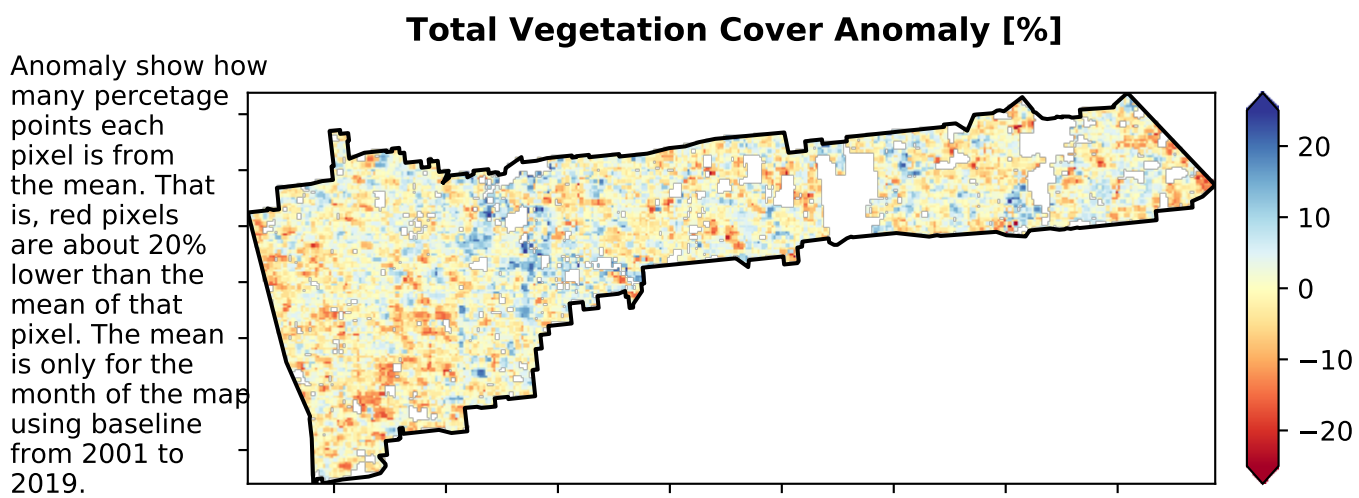 Total Vegetation Cover Anomaly [%]
Anomaly show how
many percetage
points each
pixel is from
the mean. That
is, red pixels
are about 20%
lower than the
mean of that
pixel. The mean
is only for the
month of the map
using baseline
from 2001 to
2019.
20
10
0
−10
−20